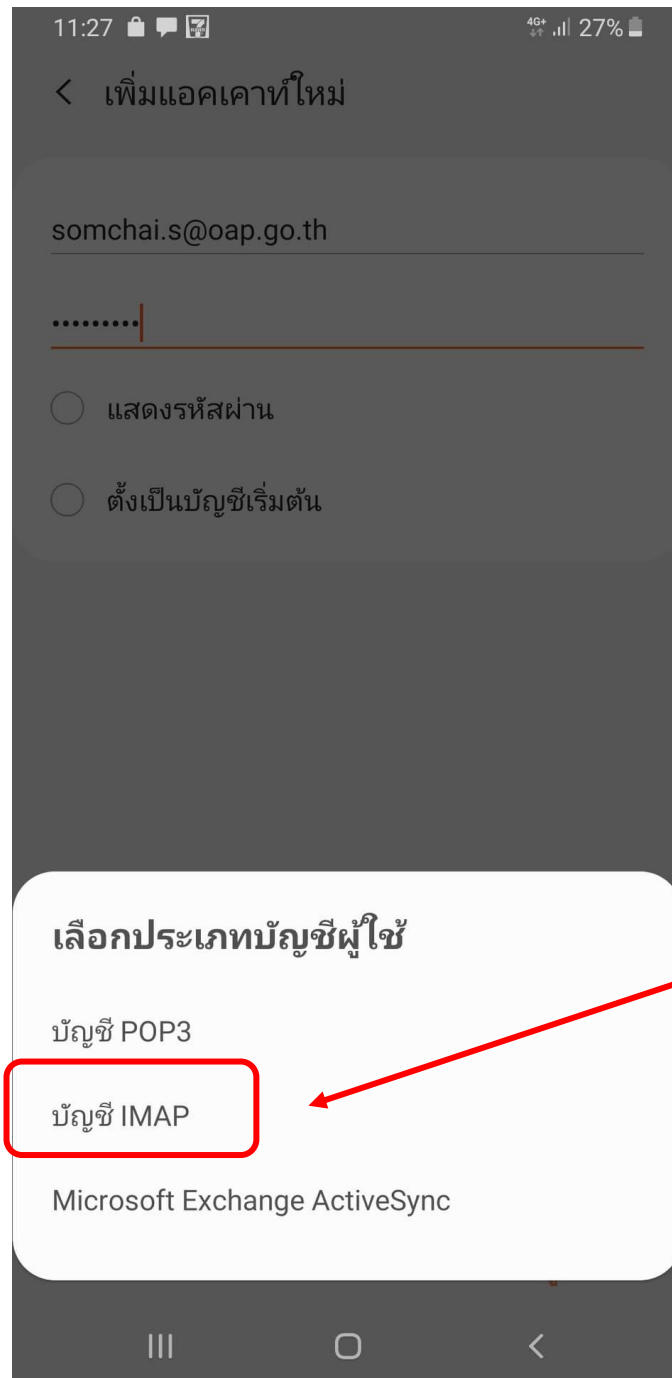 11:27 4G+ 27%
เพิ่มแอคเคาท์ใหม่
somchai.s@oap.go.th
•••••••••
แสดงรหัสผ่าน
ตั้งเป็นบัญชีเริ่มต้น
เลือกประเภทบัญชีผู้ใช้
บัญชี POP3
บัญชี IMAP
Microsoft Exchange ActiveSync